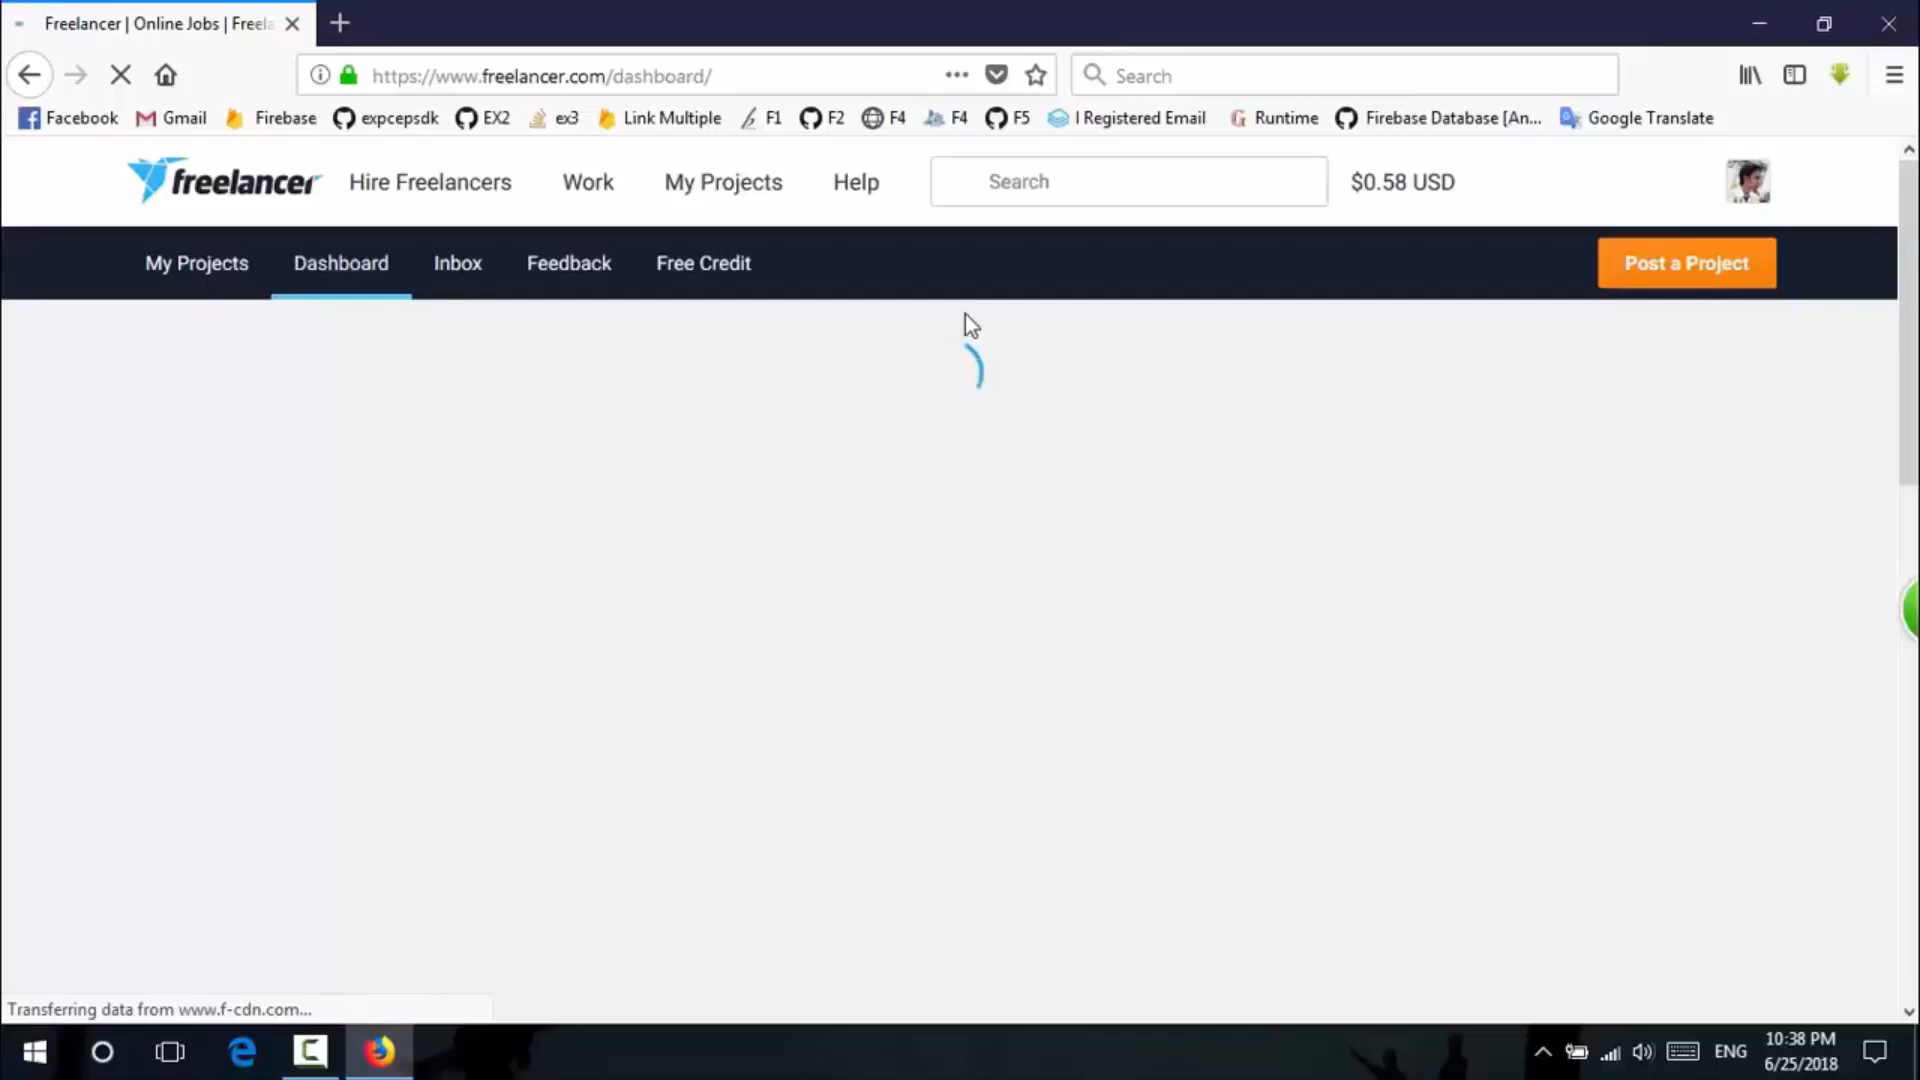 Freelancer | Online Jobs | Freela
https://www.freelancer.com/dashboard/
Search
Facebook
Gmail
Firebase
expcepsdk
EX2
ex3
Link Multiple
F1
F2
F4
F4
F5
I Registered Email
Runtime
Firebase Database [An...
Google Translate
freelancer
Hire Freelancers
Work
My Projects
Help
Search
$0.58 USD
My Projects
Dashboard
Inbox
Feedback
Free Credit
Post a Project
Transferring data from www.f-cdn.com...
ENG
10:38 PM
6/25/2018